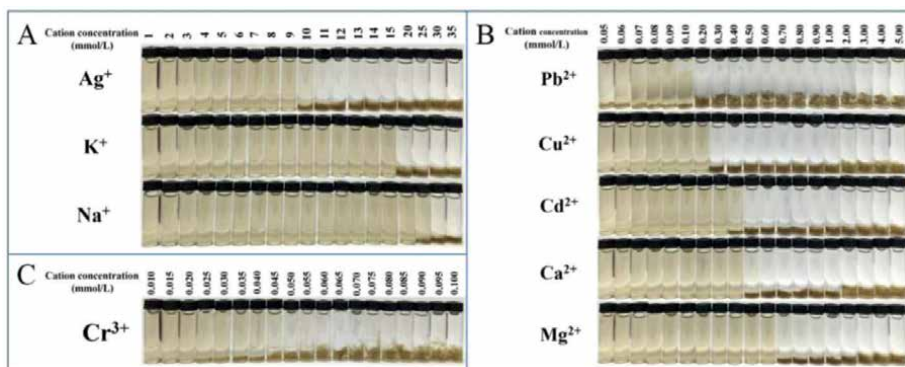 A
Cation concentration
(mmol/L)
1 2 3 4 5 6 7 8 9 10 11 12 13 14 15 20 25 30 35
Ag+
K+
Na+
C
Cation concentration
(mmol/L)
0.010 0.015 0.020 0.025 0.030 0.035 0.040 0.045 0.050 0.055 0.060 0.065 0.070 0.075 0.080 0.085 0.090 0.095 0.100
Cr3+
B
Cation concentration
(mmol/L)
0.05 0.06 0.07 0.08 0.09 0.10 0.20 0.30 0.40 0.50 0.60 0.70 0.80 0.90 1.00 2.00 3.00 4.00 5.00
Pb2+
Cu2+
Cd2+
Ca2+
Mg2+